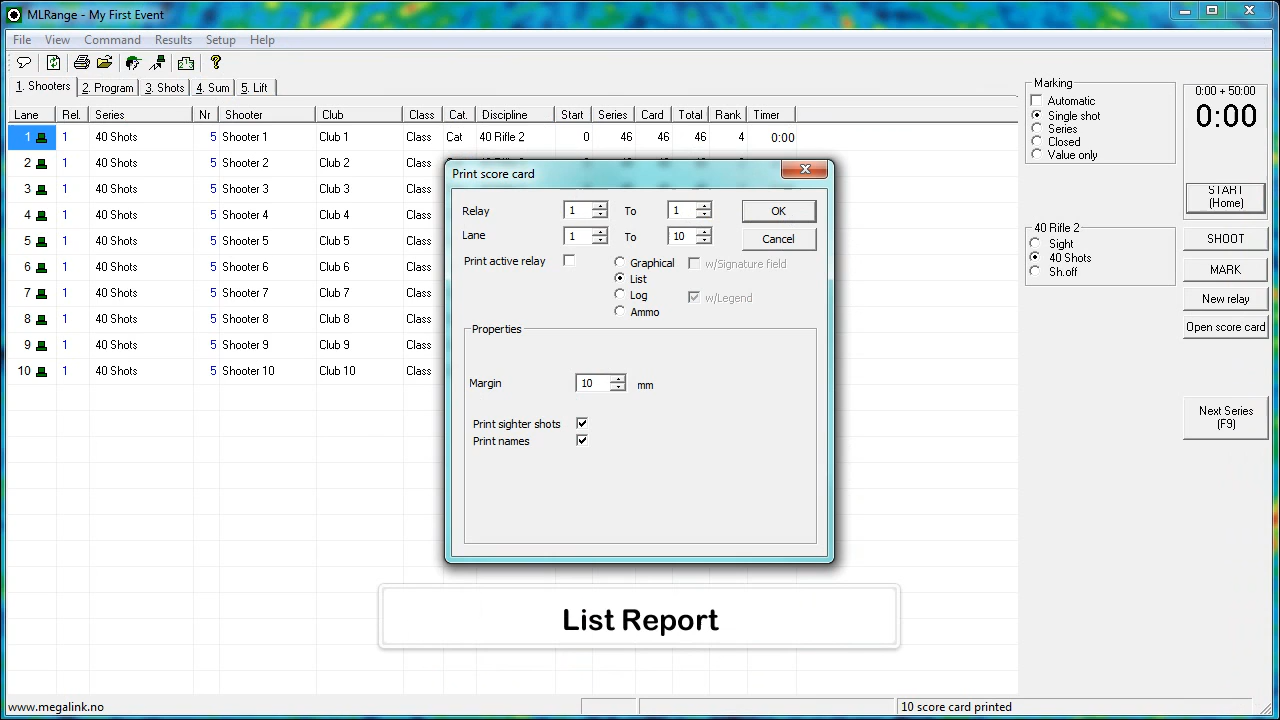 MLRange - My First Event
File View Command Results Setup Help
1. Shooters 2. Program 3. Shots 4. Sum 5. Lift
Lane Rel. Series Nr Shooter Club Class Cat. Discipline Start Series Card Total Rank Timer
1 1 40 Shots 5 Shooter 1 Club 1 Class Cat 40 Rifle 2 0 46 46 46 4 0:00
2 1 40 Shots 5 Shooter 2 Club 2 Class
3 1 40 Shots 5 Shooter 3 Club 3 Class
4 1 40 Shots 5 Shooter 4 Club 4 Class
5 1 40 Shots 5 Shooter 5 Club 5 Class
6 1 40 Shots 5 Shooter 6 Club 6 Class
7 1 40 Shots 5 Shooter 7 Club 7 Class
8 1 40 Shots 5 Shooter 8 Club 8 Class
9 1 40 Shots 5 Shooter 9 Club 9 Class
10 1 40 Shots 5 Shooter 10 Club 10 Class
Print score card
Relay 1 To 1 OK
Lane 1 To 10 Cancel
Print active relay
Graphical w/Signature field
List
Log w/Legend
Ammo
Properties
Margin 10 mm
Print sighter shots
Print names
List Report
Marking
Automatic
Single shot
Series
Closed
Value only
0:00 + 50:00
0:00
START
(Home)
40 Rifle 2
Sight
40 Shots
Sh.off
SHOOT
MARK
New relay
Open score card
Next Series
(F9)
www.megalink.no
10 score card printed